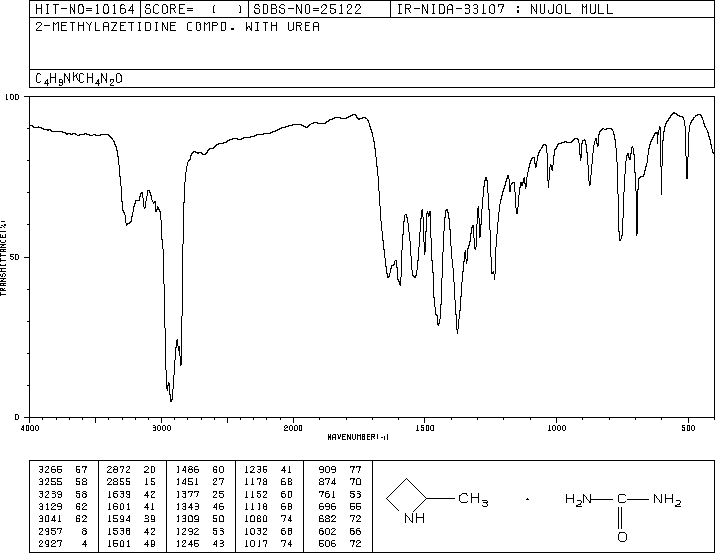 HIT-NO=10164 SCORE= ( ) SDBS-NO=25122 IR-NIDA-33107 : NUJOL MULL
2-METHYLAZETIDINE COMPD. WITH UREA
C4H9N*CH4N2O
100
50
0
TRANSMITTANCE(%)
4000 3000 2000 1500 1000 500
WAVENUMBER(-1)
3266 57 2872 20 1486 60 1236 41 909 77
3255 58 2855 15 1451 27 1178 68 874 70
3239 58 1639 42 1377 25 1152 60 761 53
3129 62 1601 41 1343 46 1118 68 696 55
3041 62 1594 39 1309 50 1080 74 682 72
2957 8 1538 42 1292 53 1032 68 602 66
2927 4 1501 49 1245 43 1017 74 506 72
CH3
NH
H2N C NH2
O